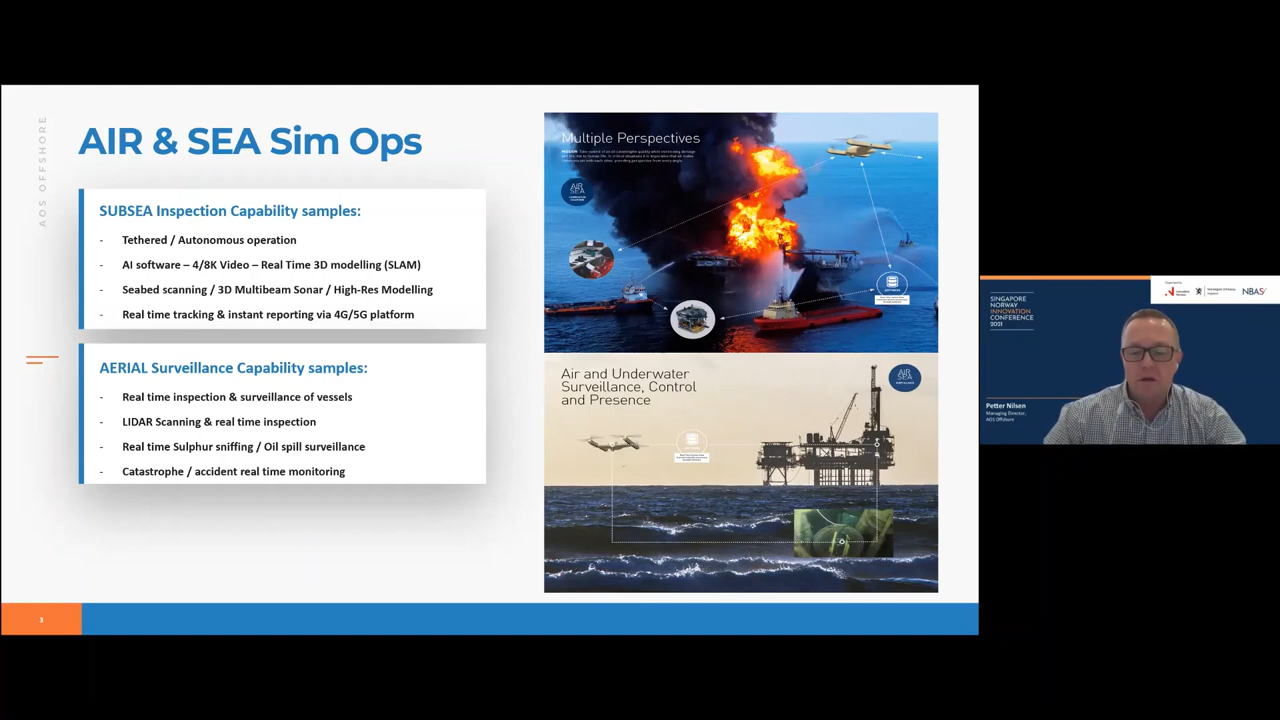 AOS OFFSHORE
AIR & SEA Sim Ops
SUBSEA Inspection Capability samples:
- Tethered / Autonomous operation
- AI software – 4/8K Video – Real Time 3D modelling (SLAM)
- Seabed scanning / 3D Multibeam Sonar / High-Res Modelling
- Real time tracking & instant reporting via 4G/5G platform
AERIAL Surveillance Capability samples:
- Real time inspection & surveillance of vessels
- LIDAR Scanning & real time inspection
- Real time Sulphur sniffing / Oil spill surveillance
- Catastrophe / accident real time monitoring
3
Multiple Perspectives
AIR
SEA
Air and Underwater
Surveillance, Control
and Presence
AIR
SEA
SINGAPORE
NORWAY
INNOVATION
CONFERENCE
2021
NBAS
Petter Nilsen
Managing Director,
AOS Offshore